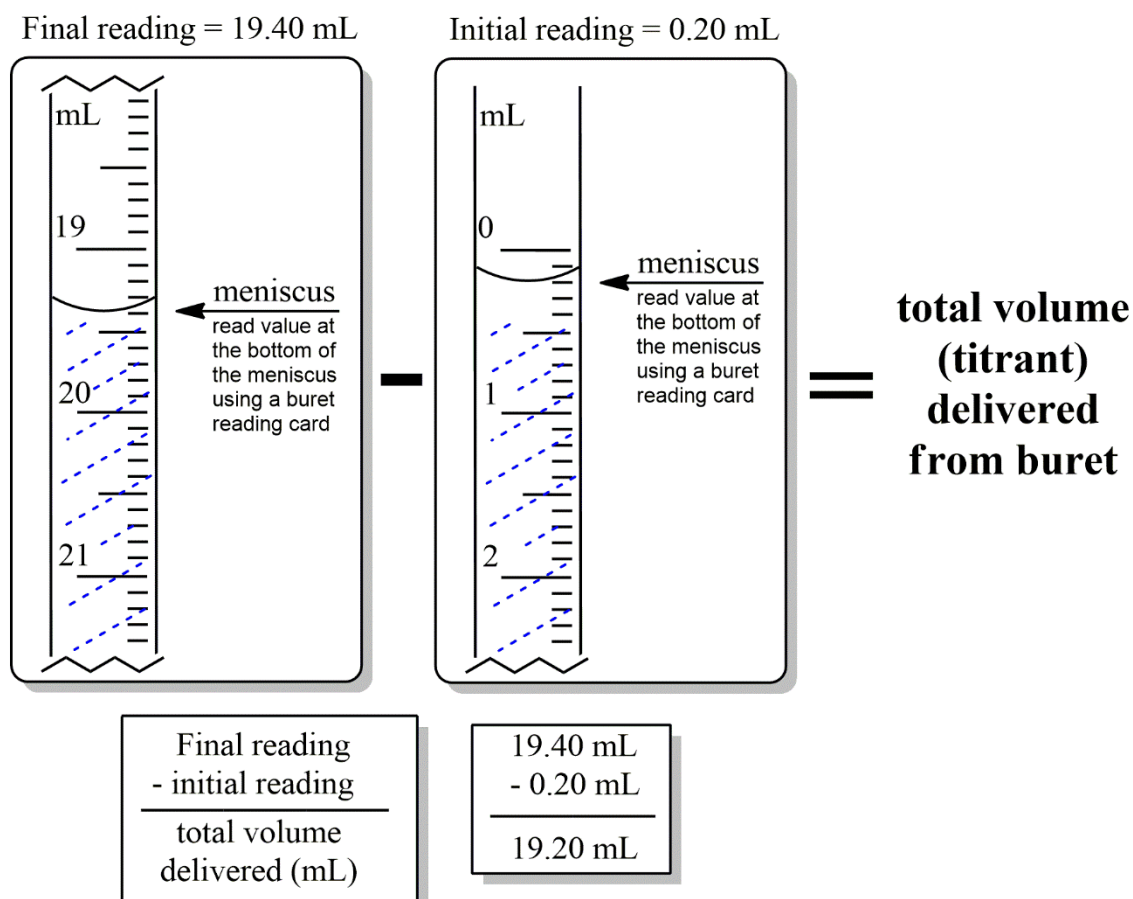 Final reading = 19.40 mL
Initial reading = 0.20 mL
mL
19
20
21
meniscus
read value at
the bottom of
the meniscus
using a buret
reading card
-
mL
0
1
2
meniscus
read value at
the bottom of
the meniscus
using a buret
reading card
=
total volume
(titrant)
delivered
from buret
Final reading
- initial reading
total volume
delivered (mL)
19.40 mL
- 0.20 mL
19.20 mL